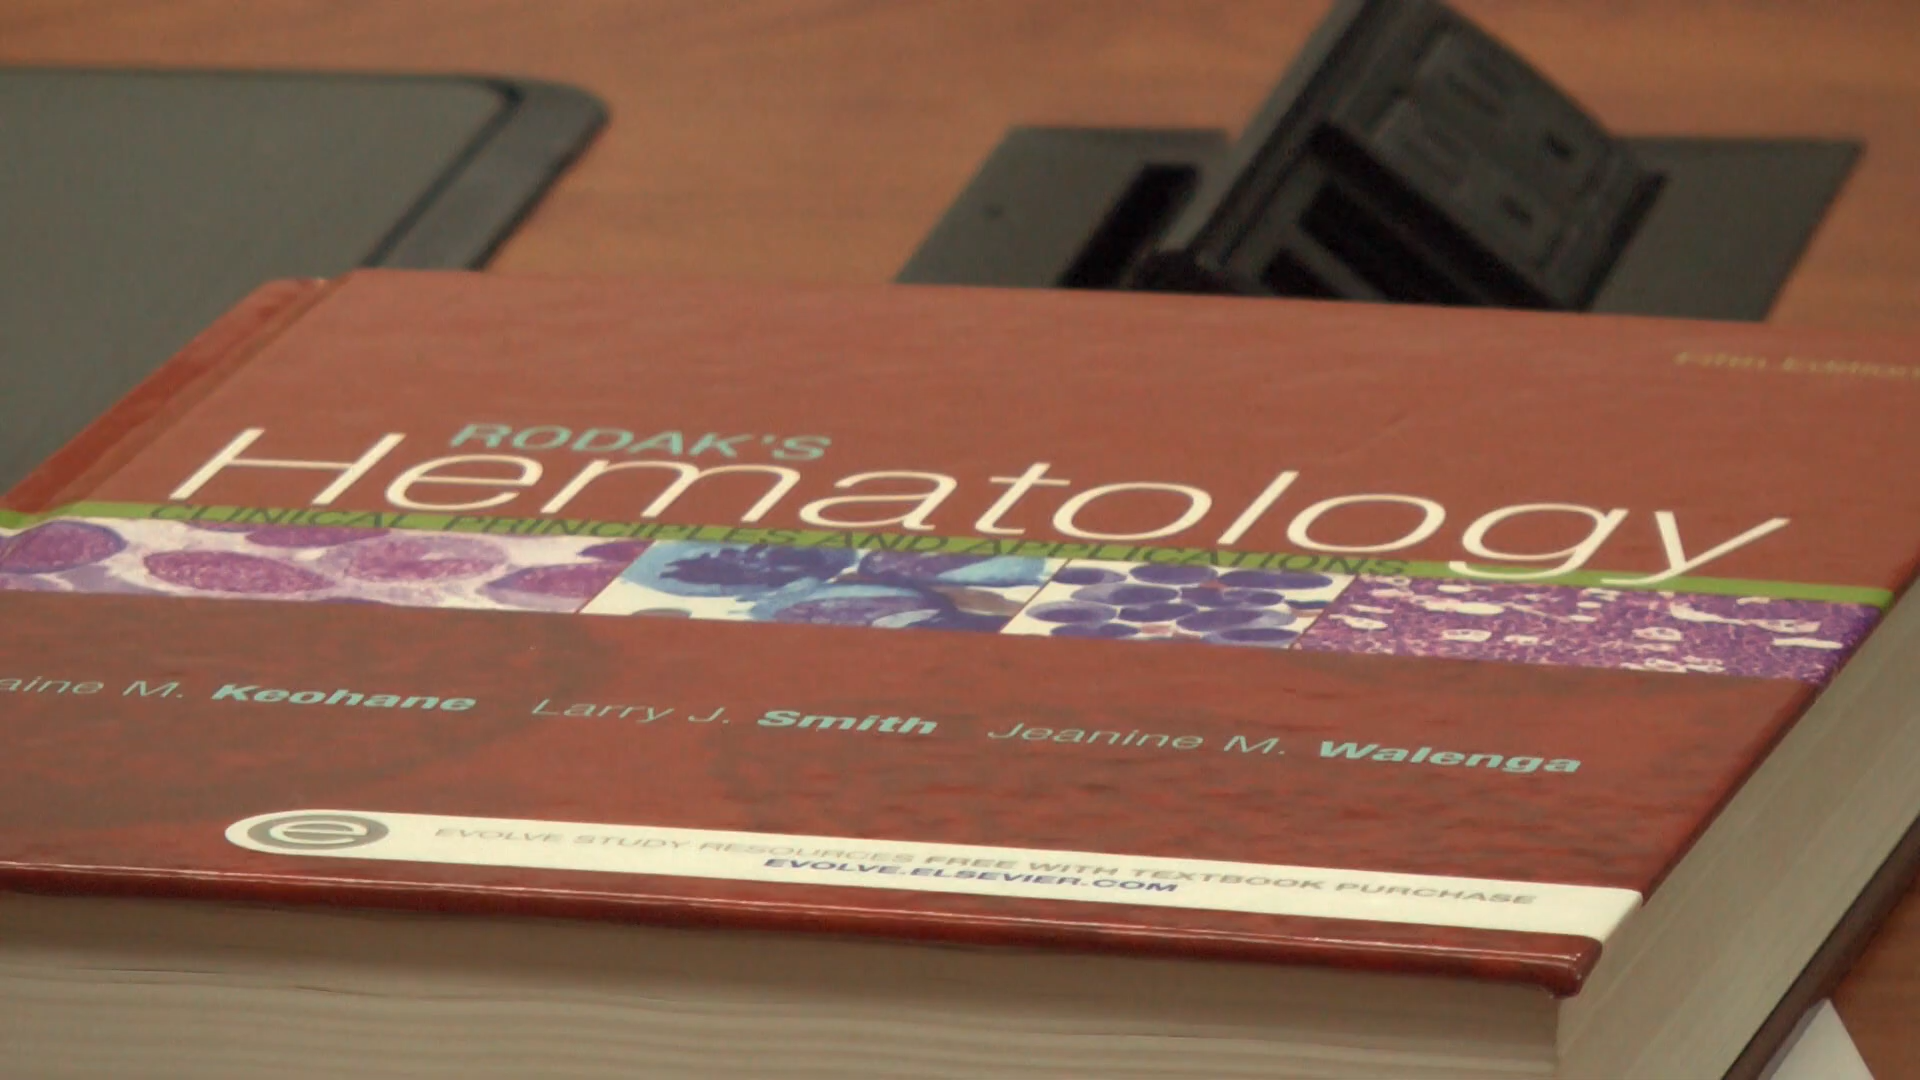 Fifth Edition
RODAK'S
Hematology
CLINICAL PRINCIPLES AND APPLICATIONS
aine M. Keohane Larry J. Smith Jeanine M. Walenga
e EVOLVE STUDY RESOURCES FREE WITH TEXTBOOK PURCHASE
EVOLVE.ELSEVIER.COM